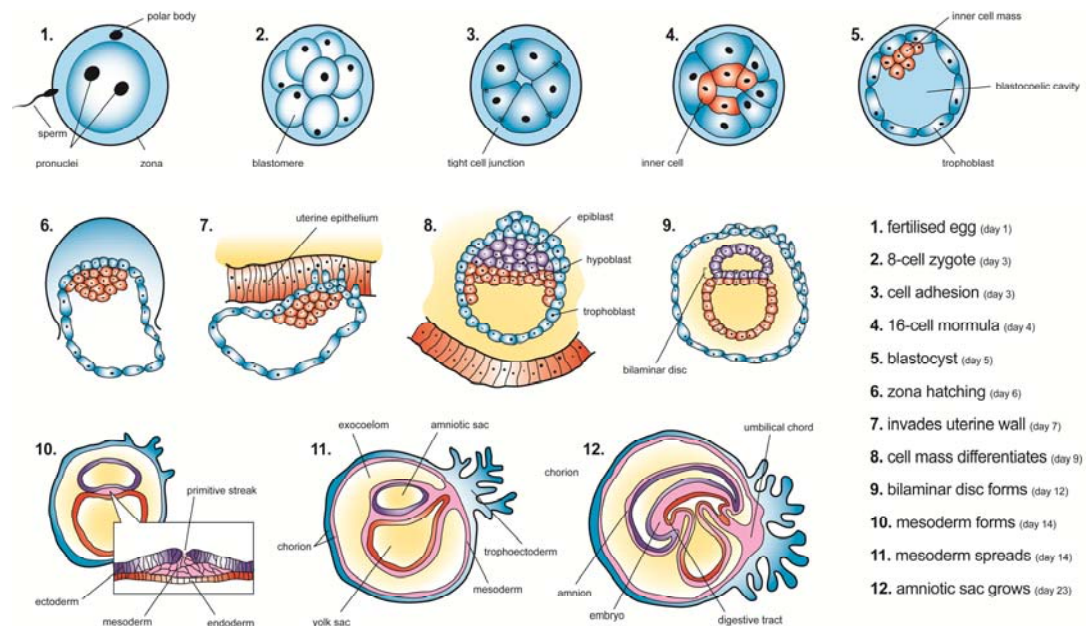 1.
polar body
sperm
pronuclei
zona
2.
blastomere
3.
tight cell junction
4.
inner cell
5.
inner cell mass
blastocoelic cavity
trophoblast
6.
7.
uterine epithelium
8.
epiblast
hypoblast
trophoblast
9.
bilaminar disc
10.
primitive streak
ectoderm
mesoderm
endoderm
11.
exocoelom
amniotic sac
chorion
yolk sac
trophoectoderm
mesoderm
12.
umbilical chord
chorion
amnion
embryo
digestive tract
1. fertilised egg (day 1)
2. 8-cell zygote (day 3)
3. cell adhesion (day 3)
4. 16-cell mormula (day 4)
5. blastocyst (day 5)
6. zona hatching (day 6)
7. invades uterine wall (day 7)
8. cell mass differentiates (day 9)
9. bilaminar disc forms (day 12)
10. mesoderm forms (day 14)
11. mesoderm spreads (day 14)
12. amniotic sac grows (day 23)